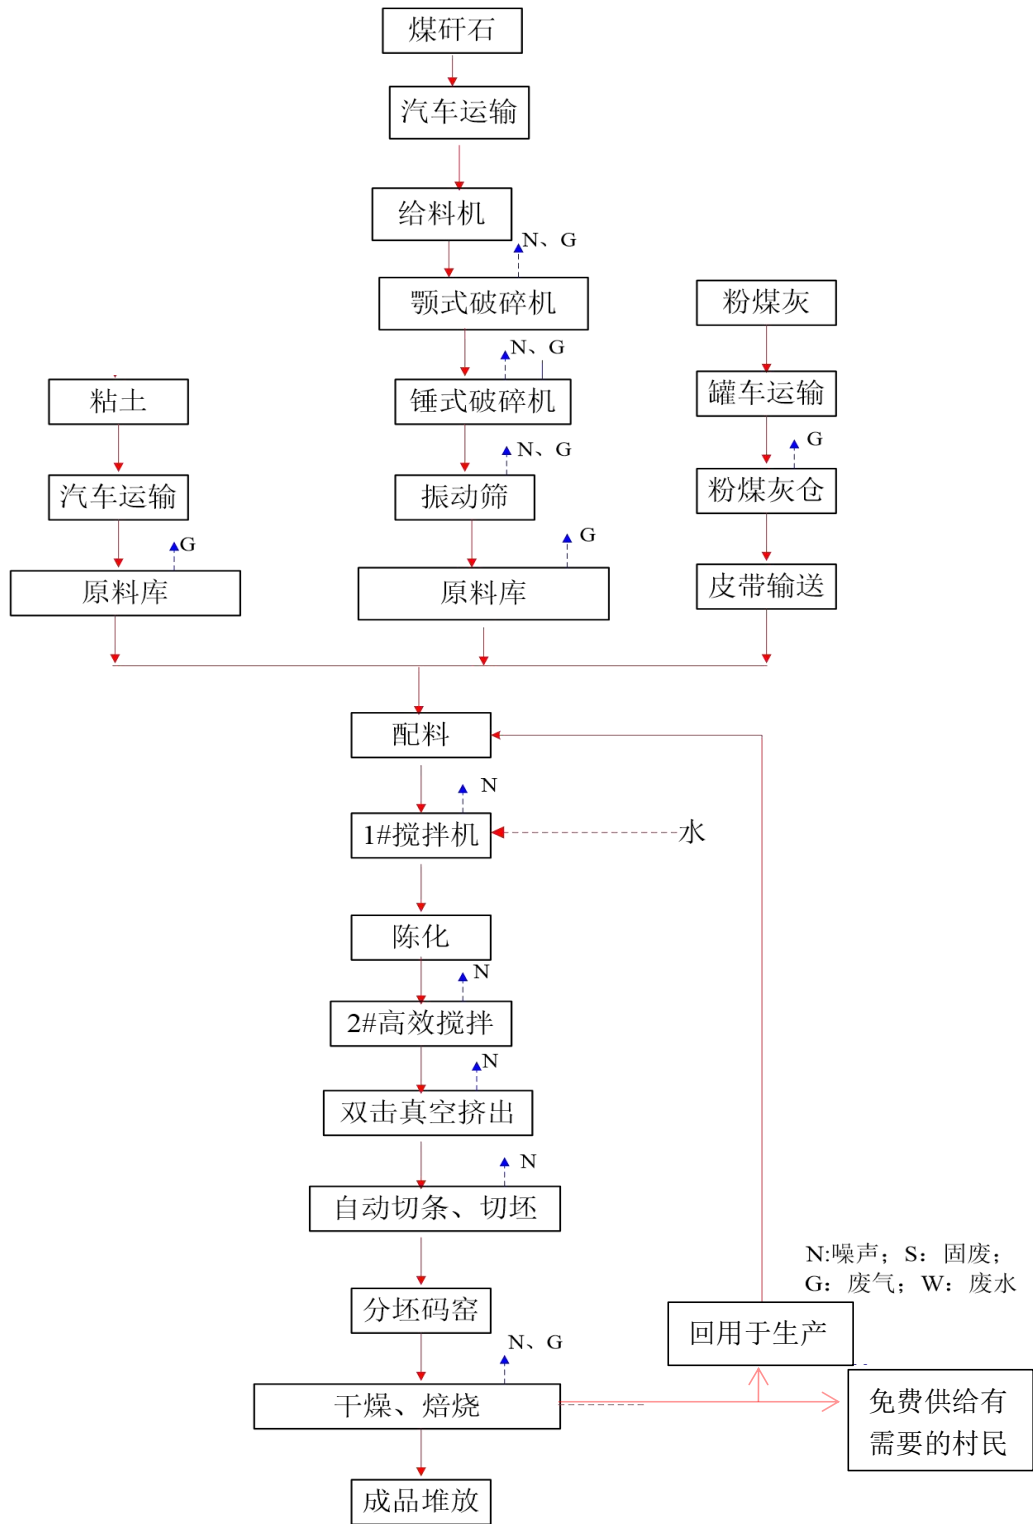 煤矸石
汽车运输
给料机
N、G
颚式破碎机
粉煤灰
N、G
粘土
锤式破碎机
罐车运输
N、G
G
汽车运输
振动筛
粉煤灰仓
G
G
原料库
原料库
皮带输送
配料
N
1#搅拌机
水
陈化
N
2#高效搅拌
N
双击真空挤出
N
自动切条、切坯
N:噪声；S：固废；
G：废气；W：废水
分坯码窑
回用于生产
N、G
干燥、焙烧
免费供给有
需要的村民
成品堆放